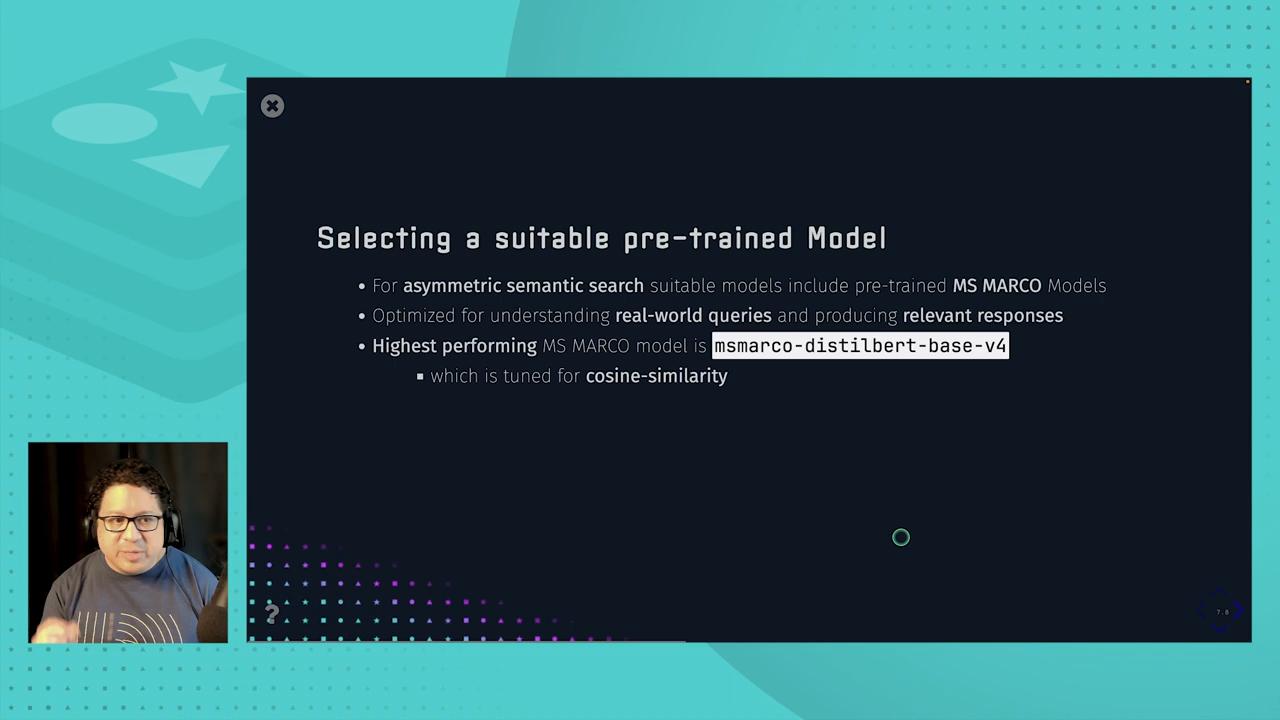 Selecting a suitable pre-trained Model
For asymmetric semantic search suitable models include pre-trained MS MARCO Models
Optimized for understanding real-world queries and producing relevant responses
Highest performing MS MARCO model is msmarco-distilbert-base-v4
which is tuned for cosine-similarity
?
7.8